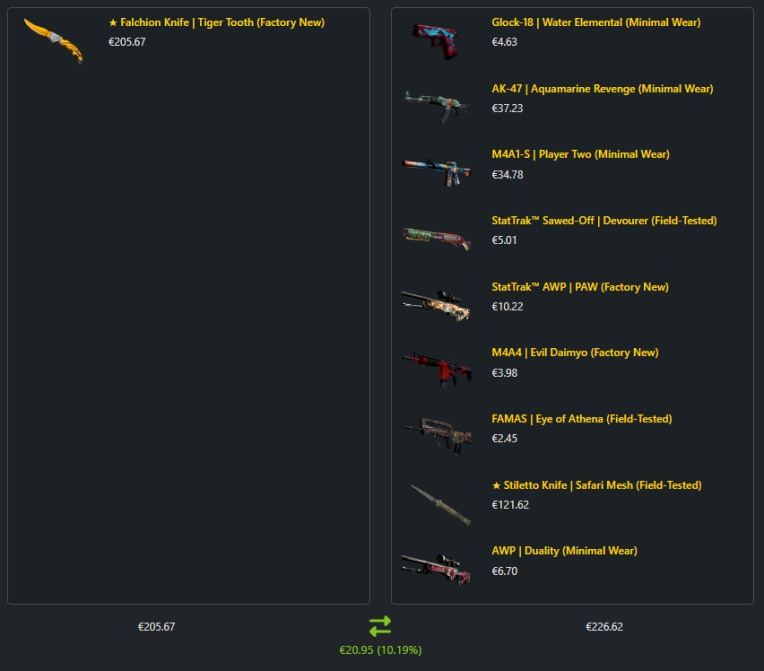 ★ Falchion Knife | Tiger Tooth (Factory New)
€205.67
Glock-18 | Water Elemental (Minimal Wear)
€4.63
AK-47 | Aquamarine Revenge (Minimal Wear)
€37.23
M4A1-S | Player Two (Minimal Wear)
€34.78
StatTrak™ Sawed-Off | Devourer (Field-Tested)
€5.01
StatTrak™ AWP | PAW (Factory New)
€10.22
M4A4 | Evil Daimyo (Factory New)
€3.98
FAMAS | Eye of Athena (Field-Tested)
€2.45
★ Stiletto Knife | Safari Mesh (Field-Tested)
€121.62
AWP | Duality (Minimal Wear)
€6.70
€205.67
€226.62
€20.95 (10.19%)